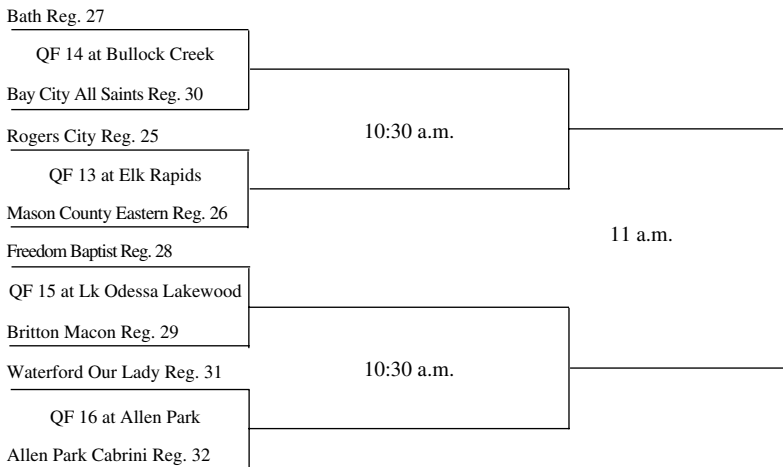 Bath Reg. 27
QF 14 at Bullock Creek
Bay City All Saints Reg. 30
Rogers City Reg. 25
10:30 a.m.
QF 13 at Elk Rapids
Mason County Eastern Reg. 26
11 a.m.
Freedom Baptist Reg. 28
QF 15 at Lk Odessa Lakewood
Britton Macon Reg. 29
Waterford Our Lady Reg. 31
10:30 a.m.
QF 16 at Allen Park
Allen Park Cabrini Reg. 32